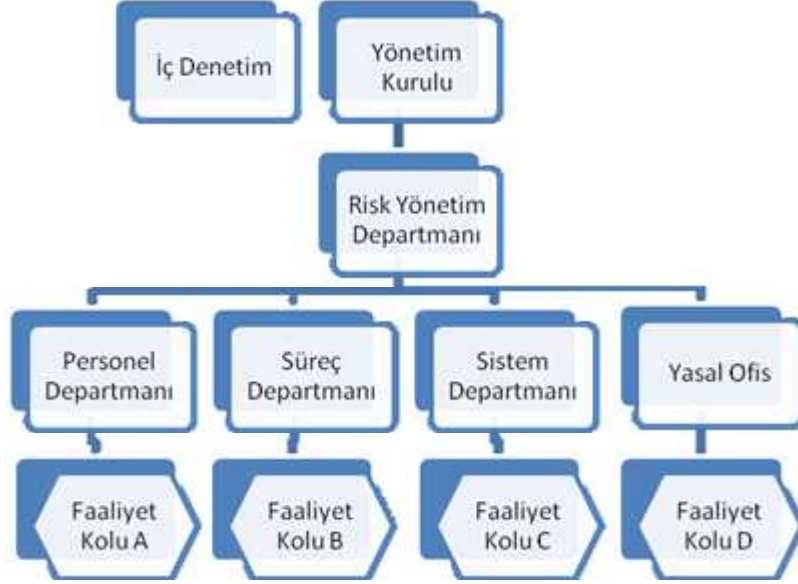 İç Denetim
Yönetim
Kurulu
Risk Yönetim
Departmanı
Personel
Departmanı
Süreç
Departmanı
Sistem
Departmanı
Yasal Ofis
Faaliyet
Kolu A
Faaliyet
Kolu B
Faaliyet
Kolu C
Faaliyet
Kolu D